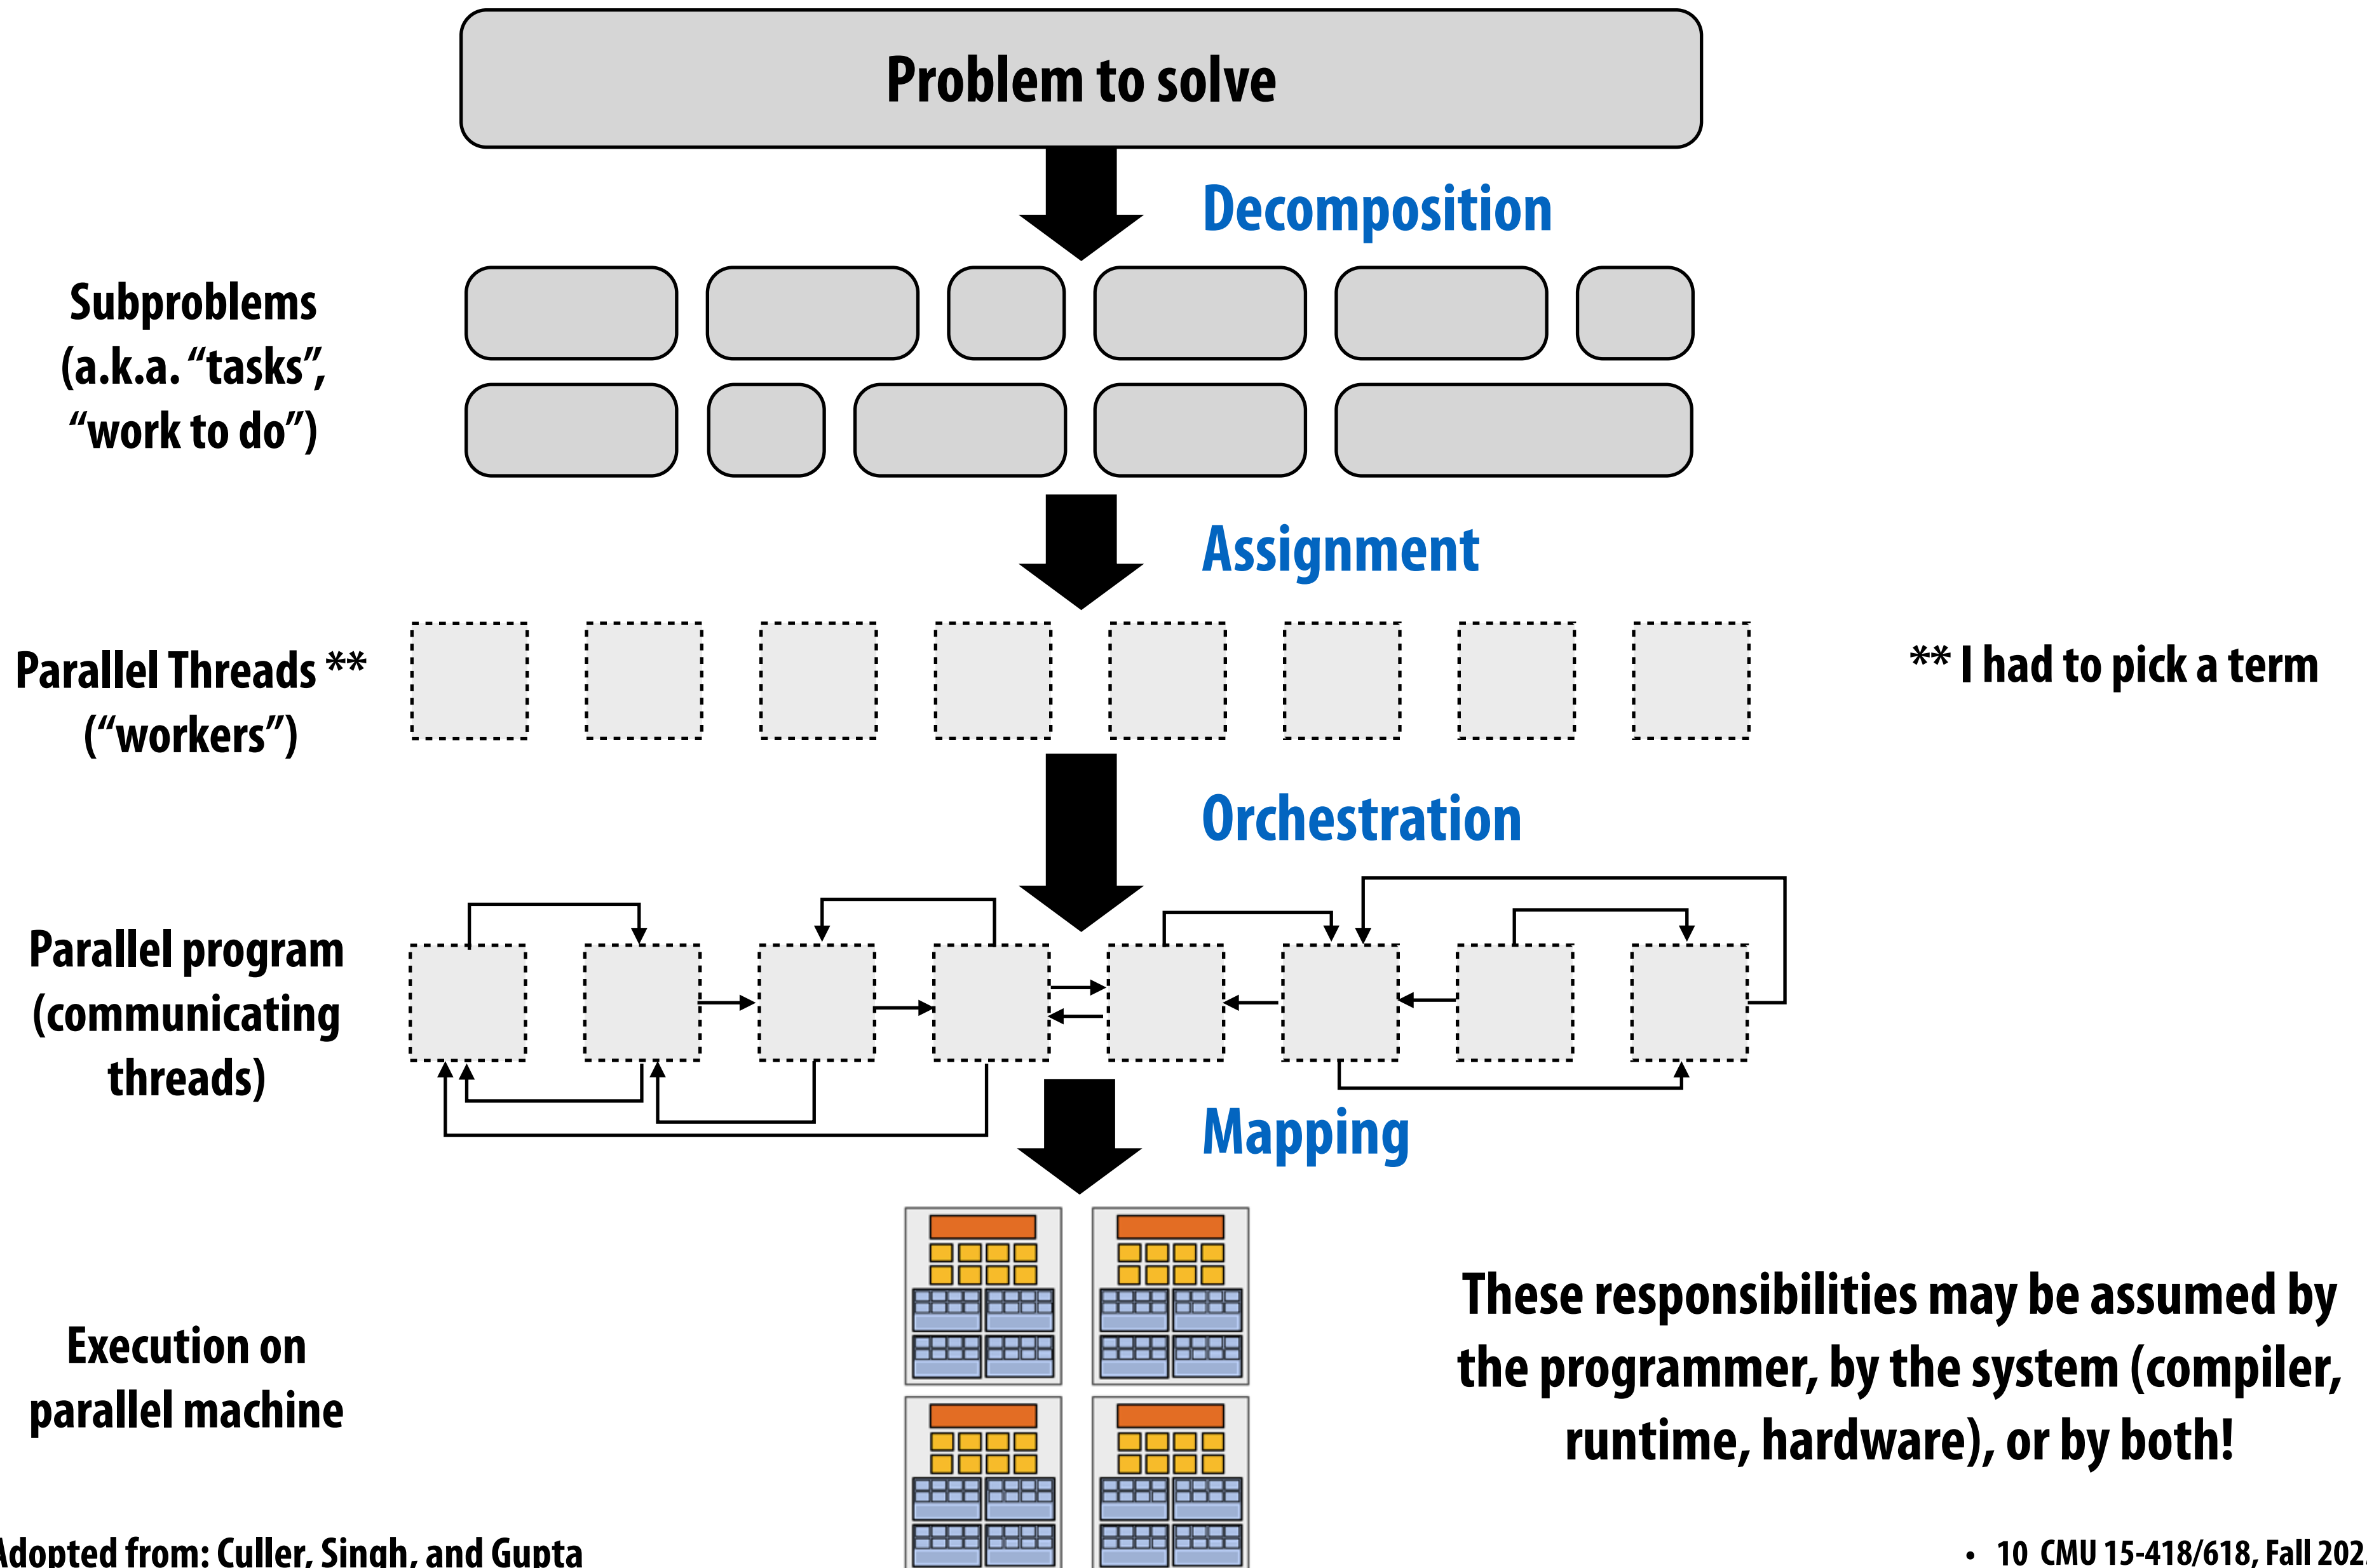 Problem to solve
Decomposition
Subproblems
(a.k.a. “tasks”,
“work to do”)
Assignment
Parallel Threads **
(“workers”)
** I had to pick a term
Orchestration
Parallel program
(communicating
threads)
Mapping
Execution on
parallel machine
These responsibilities may be assumed by
the programmer, by the system (compiler,
runtime, hardware), or by both!
Adopted from: Culler, Singh, and Gupta
• 10 CMU 15-418/618, Fall 202